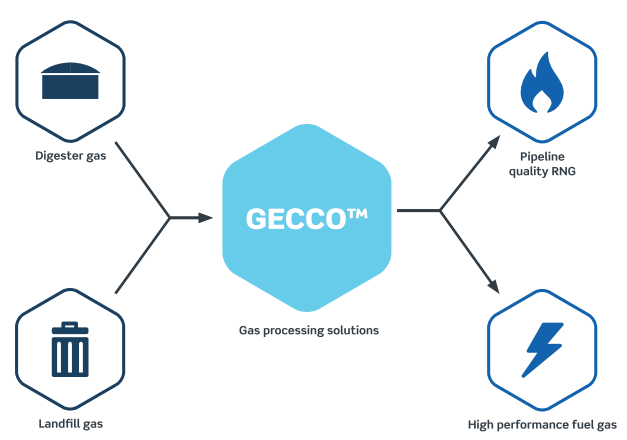 Digester gas
Pipeline
quality RNG
GECCO™
Gas processing solutions
Landfill gas
High performance fuel gas